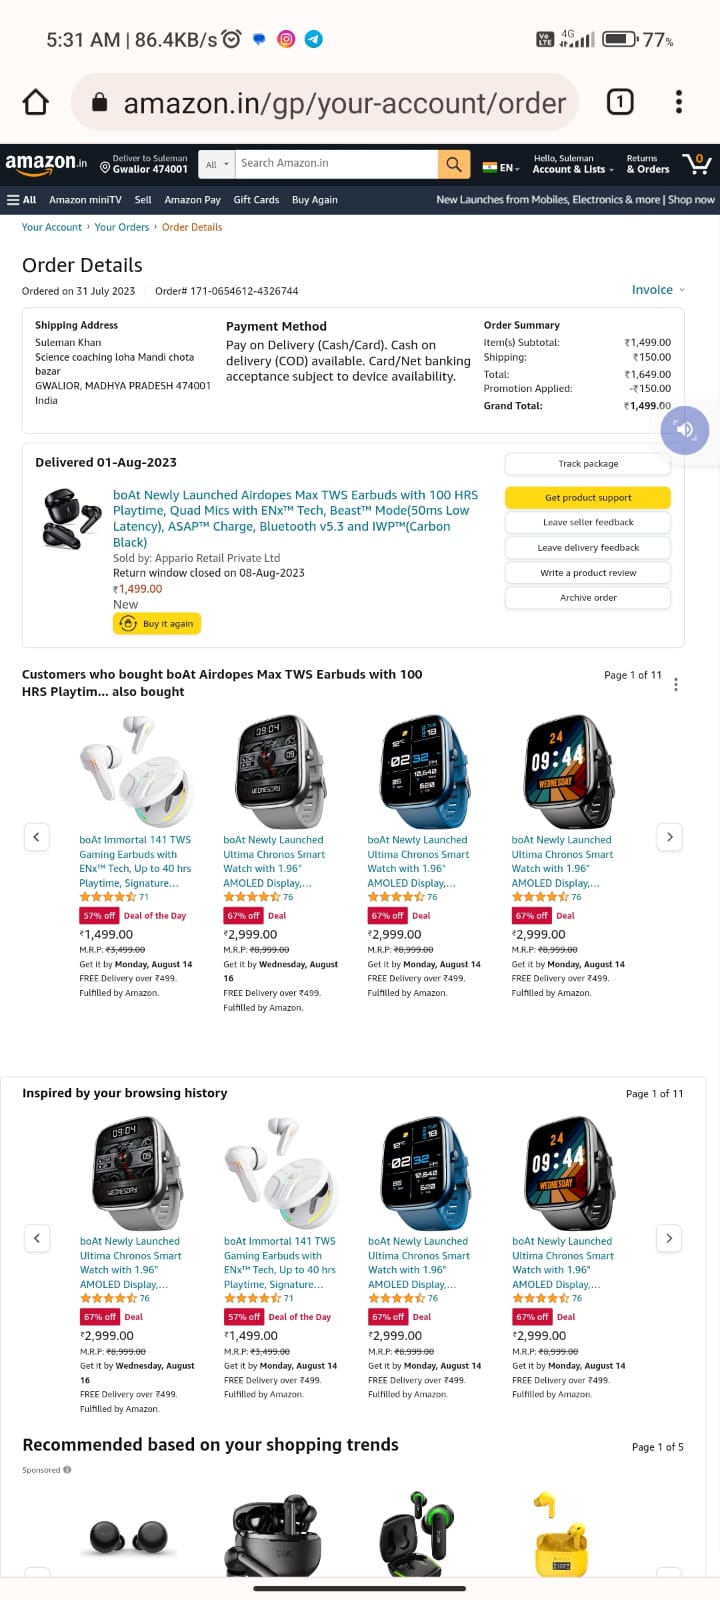 5:31 AM | 86.4KB/s
Vo LTE 4G 77%
amazon.in/gp/your-account/order
1
amazon.in
Deliver to Suleman
Gwalior 474001
All
Search Amazon.in
EN
Hello, Suleman
Account & Lists
Returns
& Orders
0
All Amazon miniTV Sell Amazon Pay Gift Cards Buy Again
New Launches from Mobiles, Electronics & more | Shop now
Your Account › Your Orders › Order Details
Order Details
Ordered on 31 July 2023 Order# 171-0654612-4326744
Invoice
Shipping Address
Suleman Khan
Science coaching loha Mandi chota
bazar
GWALIOR, MADHYA PRADESH 474001
India
Payment Method
Pay on Delivery (Cash/Card). Cash on
delivery (COD) available. Card/Net banking
acceptance subject to device availability.
Order Summary
Item(s) Subtotal: ₹1,499.00
Shipping: ₹150.00
Total: ₹1,649.00
Promotion Applied: -₹150.00
Grand Total: ₹1,499.00
Delivered 01-Aug-2023
boAt Newly Launched Airdopes Max TWS Earbuds with 100 HRS
Playtime, Quad Mics with ENx™ Tech, Beast™ Mode(50ms Low
Latency), ASAP™ Charge, Bluetooth v5.3 and IWP™(Carbon
Black)
Sold by: Appario Retail Private Ltd
Return window closed on 08-Aug-2023
₹1,499.00
New
Buy it again
Track package
Get product support
Leave seller feedback
Leave delivery feedback
Write a product review
Archive order
Customers who bought boAt Airdopes Max TWS Earbuds with 100
HRS Playtim... also bought
Page 1 of 11
boAt Immortal 141 TWS
Gaming Earbuds with
ENx™ Tech, Up to 40 hrs
Playtime, Signature...
71
57% off Deal of the Day
₹1,499.00
M.R.P: ₹3,499.00
Get it by Monday, August 14
FREE Delivery over ₹499.
Fulfilled by Amazon.
09:04
WEDNESDAY
boAt Newly Launched
Ultima Chronos Smart
Watch with 1.96"
AMOLED Display,...
76
67% off Deal
₹2,999.00
M.R.P: ₹8,999.00
Get it by Wednesday, August
16
FREE Delivery over ₹499.
Fulfilled by Amazon.
boAt Newly Launched
Ultima Chronos Smart
Watch with 1.96"
AMOLED Display,...
76
67% off Deal
₹2,999.00
M.R.P: ₹8,999.00
Get it by Monday, August 14
FREE Delivery over ₹499.
Fulfilled by Amazon.
24
09:44
WEDNESDAY
boAt Newly Launched
Ultima Chronos Smart
Watch with 1.96"
AMOLED Display,...
76
67% off Deal
₹2,999.00
M.R.P: ₹8,999.00
Get it by Monday, August 14
FREE Delivery over ₹499.
Fulfilled by Amazon.
Inspired by your browsing history
Page 1 of 11
09:04
WEDNESDAY
boAt Newly Launched
Ultima Chronos Smart
Watch with 1.96"
AMOLED Display,...
76
67% off Deal
₹2,999.00
M.R.P: ₹8,999.00
Get it by Wednesday, August
16
FREE Delivery over ₹499.
Fulfilled by Amazon.
boAt Immortal 141 TWS
Gaming Earbuds with
ENx™ Tech, Up to 40 hrs
Playtime, Signature...
71
57% off Deal of the Day
₹1,499.00
M.R.P: ₹3,499.00
Get it by Monday, August 14
FREE Delivery over ₹499.
Fulfilled by Amazon.
boAt Newly Launched
Ultima Chronos Smart
Watch with 1.96"
AMOLED Display,...
76
67% off Deal
₹2,999.00
M.R.P: ₹8,999.00
Get it by Monday, August 14
FREE Delivery over ₹499.
Fulfilled by Amazon.
24
09:44
WEDNESDAY
boAt Newly Launched
Ultima Chronos Smart
Watch with 1.96"
AMOLED Display,...
76
67% off Deal
₹2,999.00
M.R.P: ₹8,999.00
Get it by Monday, August 14
FREE Delivery over ₹499.
Fulfilled by Amazon.
Recommended based on your shopping trends
Page 1 of 5
Sponsored